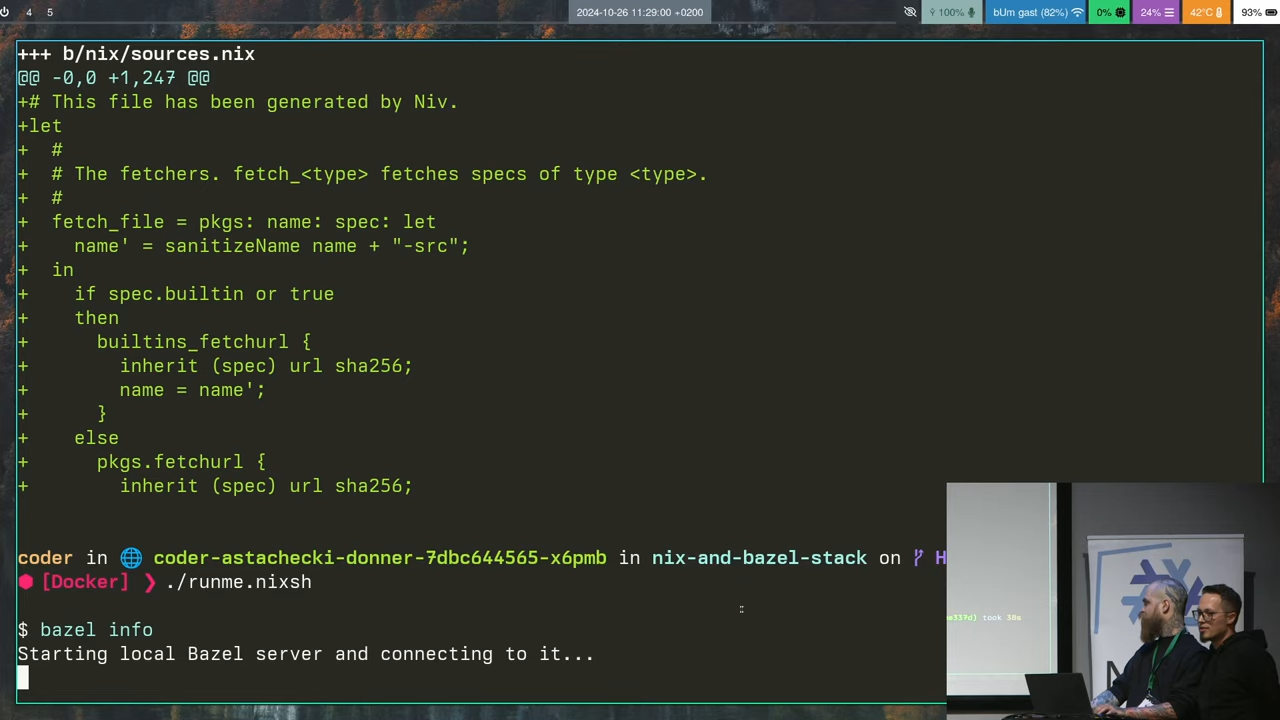 4 5 2024-10-26 11:29:00 +0200 100% bUm gast (82%) 0% 24% 42°C 93%
+++ b/nix/sources.nix
@@ -0,0 +1,247 @@
+# This file has been generated by Niv.
+let
+  #
+  # The fetchers. fetch_<type> fetches specs of type <type>.
+  #
+  fetch_file = pkgs: name: spec: let
+    name' = sanitizeName name + "-src";
+  in
+    if spec.builtin or true
+    then
+      builtins_fetchurl {
+        inherit (spec) url sha256;
+        name = name';
+      }
+    else
+      pkgs.fetchurl {
+        inherit (spec) url sha256;
coder in 🌐 coder-astachecki-donner-7dbc644565-x6pmb in nix-and-bazel-stack on H
[Docker] ❯ ./runme.nixsh
e337d) took 38s
$ bazel info
Starting local Bazel server and connecting to it...
N